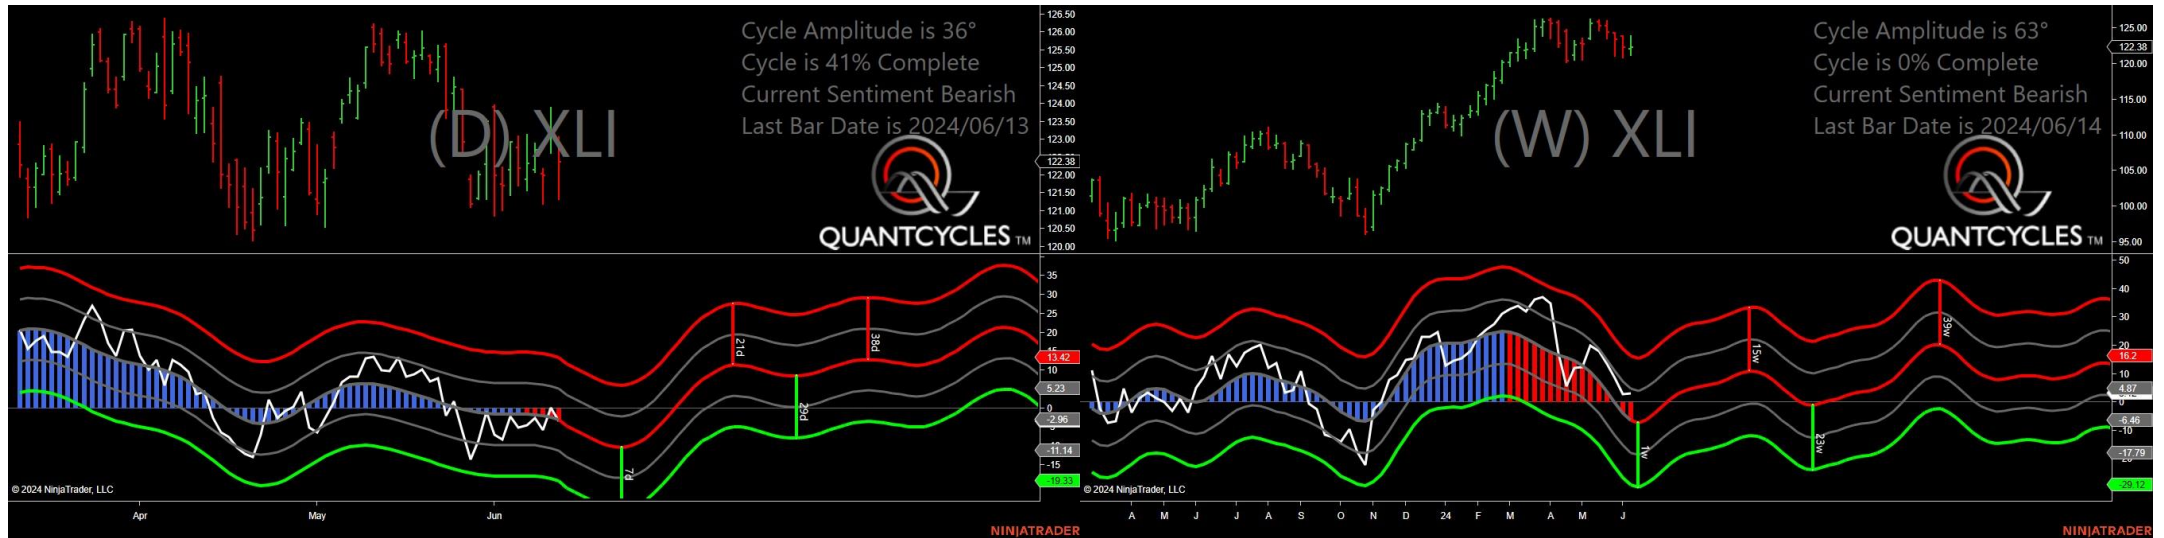 Cycle Amplitude is 36°
Cycle is 41% Complete
Current Sentiment Bearish
Last Bar Date is 2024/06/13
(D) XLI
QUANTCYCLES TM
126.50
126.00
125.50
125.00
124.50
124.00
123.50
123.00
122.38
122.00
121.50
121.00
120.50
120.00
35
30
25
20
13.42
10
5.23
0
-2.96
-11.14
-15
-19.33
21d
38d
29d
7d
© 2024 NinjaTrader, LLC
Apr
May
Jun
NINJATRADER
Cycle Amplitude is 63°
Cycle is 0% Complete
Current Sentiment Bearish
Last Bar Date is 2024/06/14
(W) XLI
QUANTCYCLES TM
125.00
122.38
120.00
115.00
110.00
105.00
100.00
95.00
50
40
30
20
16.2
10
4.87
0
-6.46
-10
-17.79
-29.12
15w
39w
1w
23w
© 2024 NinjaTrader, LLC
A M J J A S O N D 24 F M A M J
NINJATRADER